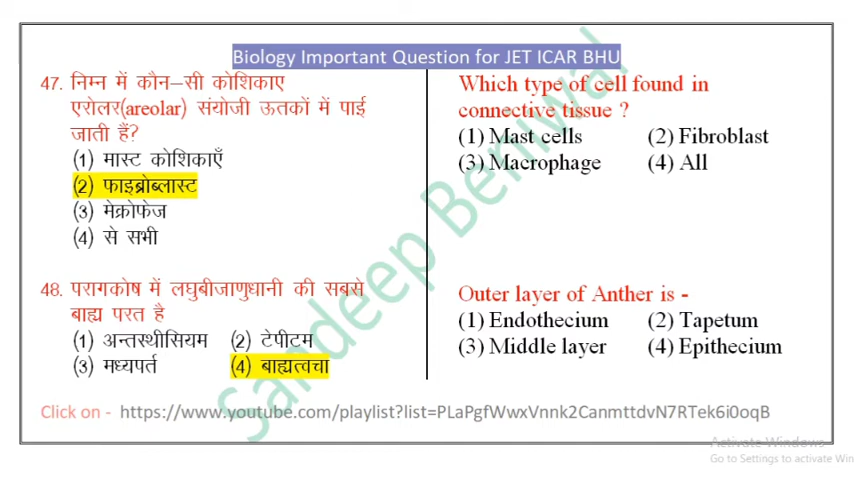 Biology Important Question for JET ICAR BHU
47. निम्न में कौन–सी कोशिकाए
एरोलर(areolar) संयोजी ऊतकों में पाई
जाती हैं?
(1) मास्ट कोशिकाएँ
(2) फाइब्रोब्लास्ट
(3) मेक्रोफेज
(4) से सभी
Which type of cell found in
connective tissue ?
(1) Mast cells (2) Fibroblast
(3) Macrophage (4) All
48. परागकोष में लघुबीजाणुधानी की सबसे
बाह्य परत है
(1) अन्तस्थीसियम (2) टेपीटम
(3) मध्यपर्त (4) बाह्यत्वचा
Outer layer of Anther is -
(1) Endothecium (2) Tapetum
(3) Middle layer (4) Epithecium
Click on - https://www.youtube.com/playlist?list=PLaPgfWwxVnnk2CanmttdvN7RTek6i0oqB
Sandeep Beniwal
Activate Windows
Go to Settings to activate Win